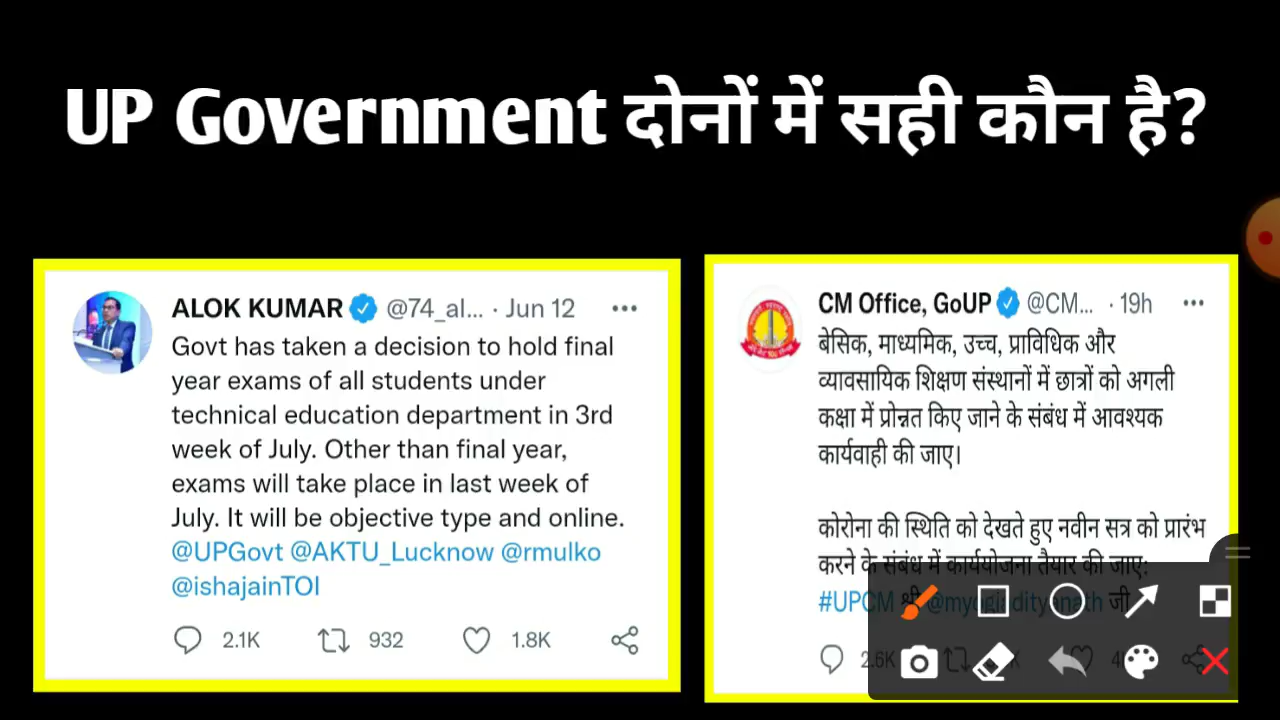 UP Government दोनों में सही कौन है?
ALOK KUMAR @74_al... · Jun 12
Govt has taken a decision to hold final
year exams of all students under
technical education department in 3rd
week of July. Other than final year,
exams will take place in last week of
July. It will be objective type and online.
@UPGovt @AKTU_Lucknow @rmulko
@ishajainTOI
2.1K 932 1.8K
CM Office, GoUP @CM... · 19h
बेसिक, माध्यमिक, उच्च, प्राविधिक और
व्यावसायिक शिक्षण संस्थानों में छात्रों को अगली
कक्षा में प्रोन्नत किए जाने के संबंध में आवश्यक
कार्यवाही की जाए।
कोरोना की स्थिति को देखते हुए नवीन सत्र को प्रारंभ
करने के संबंध में कार्ययोजना तैयार की जाए:
#UPCM श्री @myogiadityanath जी
2.6K